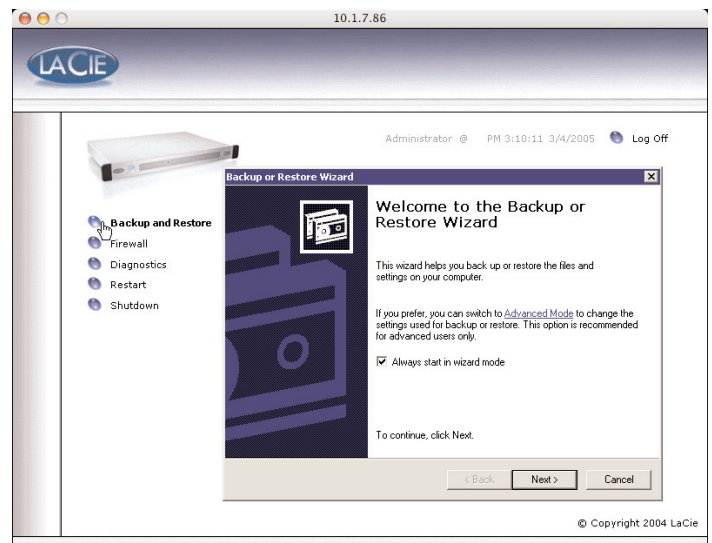 10.1.7.86
LACIE
Administrator @ PM 3:10:11 3/4/2005 Log Off
Backup and Restore
Firewall
Diagnostics
Restart
Shutdown
Backup or Restore Wizard
Welcome to the Backup or
Restore Wizard
This wizard helps you back up or restore the files and
settings on your computer.
If you prefer, you can switch to Advanced Mode to change the
settings used for backup or restore. This option is recommended
for advanced users only.
Always start in wizard mode
To continue, click Next.
< Back Next > Cancel
© Copyright 2004 LaCie